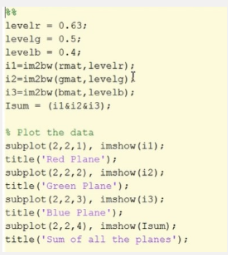 %%
levelr = 0.63;
levelg = 0.5;
levelb = 0.4;
i1=im2bw(rmat,levelr);
i2=im2bw(gmat,levelg);
i3=im2bw(bmat,levelb);
Isum = (i1&i2&i3);
% Plot the data
subplot(2,2,1), imshow(i1);
title('Red Plane');
subplot(2,2,2), imshow(i2);
title('Green Plane');
subplot(2,2,3), imshow(i3);
title('Blue Plane');
subplot(2,2,4), imshow(Isum);
title('Sum of all the planes');